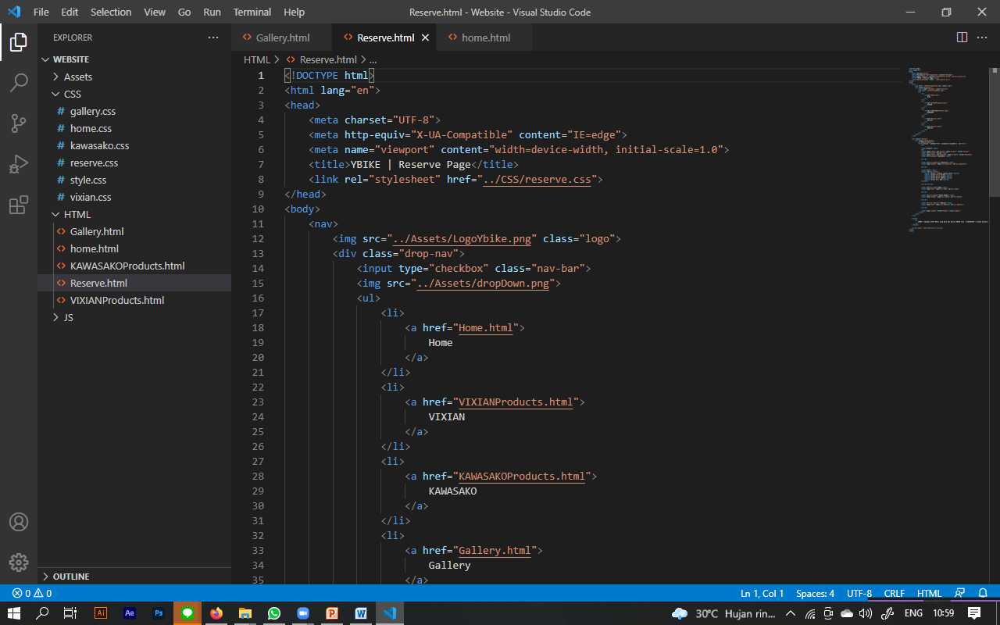 File Edit Selection View Go Run Terminal Help Reserve.html - Website - Visual Studio Code
EXPLORER
WEBSITE
Assets
CSS
# gallery.css
# home.css
# kawasako.css
# reserve.css
# style.css
# vixian.css
HTML
<> Gallery.html
<> home.html
<> KAWASAKOProducts.html
<> Reserve.html
<> VIXIANProducts.html
JS
OUTLINE
<> Gallery.html <> Reserve.html <> home.html
HTML > <> Reserve.html > ...
1 <!DOCTYPE html>
2 <html lang="en">
3 <head>
4 <meta charset="UTF-8">
5 <meta http-equiv="X-UA-Compatible" content="IE=edge">
6 <meta name="viewport" content="width=device-width, initial-scale=1.0">
7 <title>YBIKE | Reserve Page</title>
8 <link rel="stylesheet" href="../CSS/reserve.css">
9 </head>
10 <body>
11 <nav>
12 <img src="../Assets/LogoYbike.png" class="logo">
13 <div class="drop-nav">
14 <input type="checkbox" class="nav-bar">
15 <img src="../Assets/dropDown.png">
16 <ul>
17 <li>
18 <a href="Home.html">
19 Home
20 </a>
21 </li>
22 <li>
23 <a href="VIXIANProducts.html">
24 VIXIAN
25 </a>
26 </li>
27 <li>
28 <a href="KAWASAKOProducts.html">
29 KAWASAKO
30 </a>
31 </li>
32 <li>
33 <a href="Gallery.html">
34 Gallery
35 </a>
0 0 Ln 1, Col 1 Spaces: 4 UTF-8 CRLF HTML
Ai Ae Ps P W 30°C Hujan rin... ENG 10:59